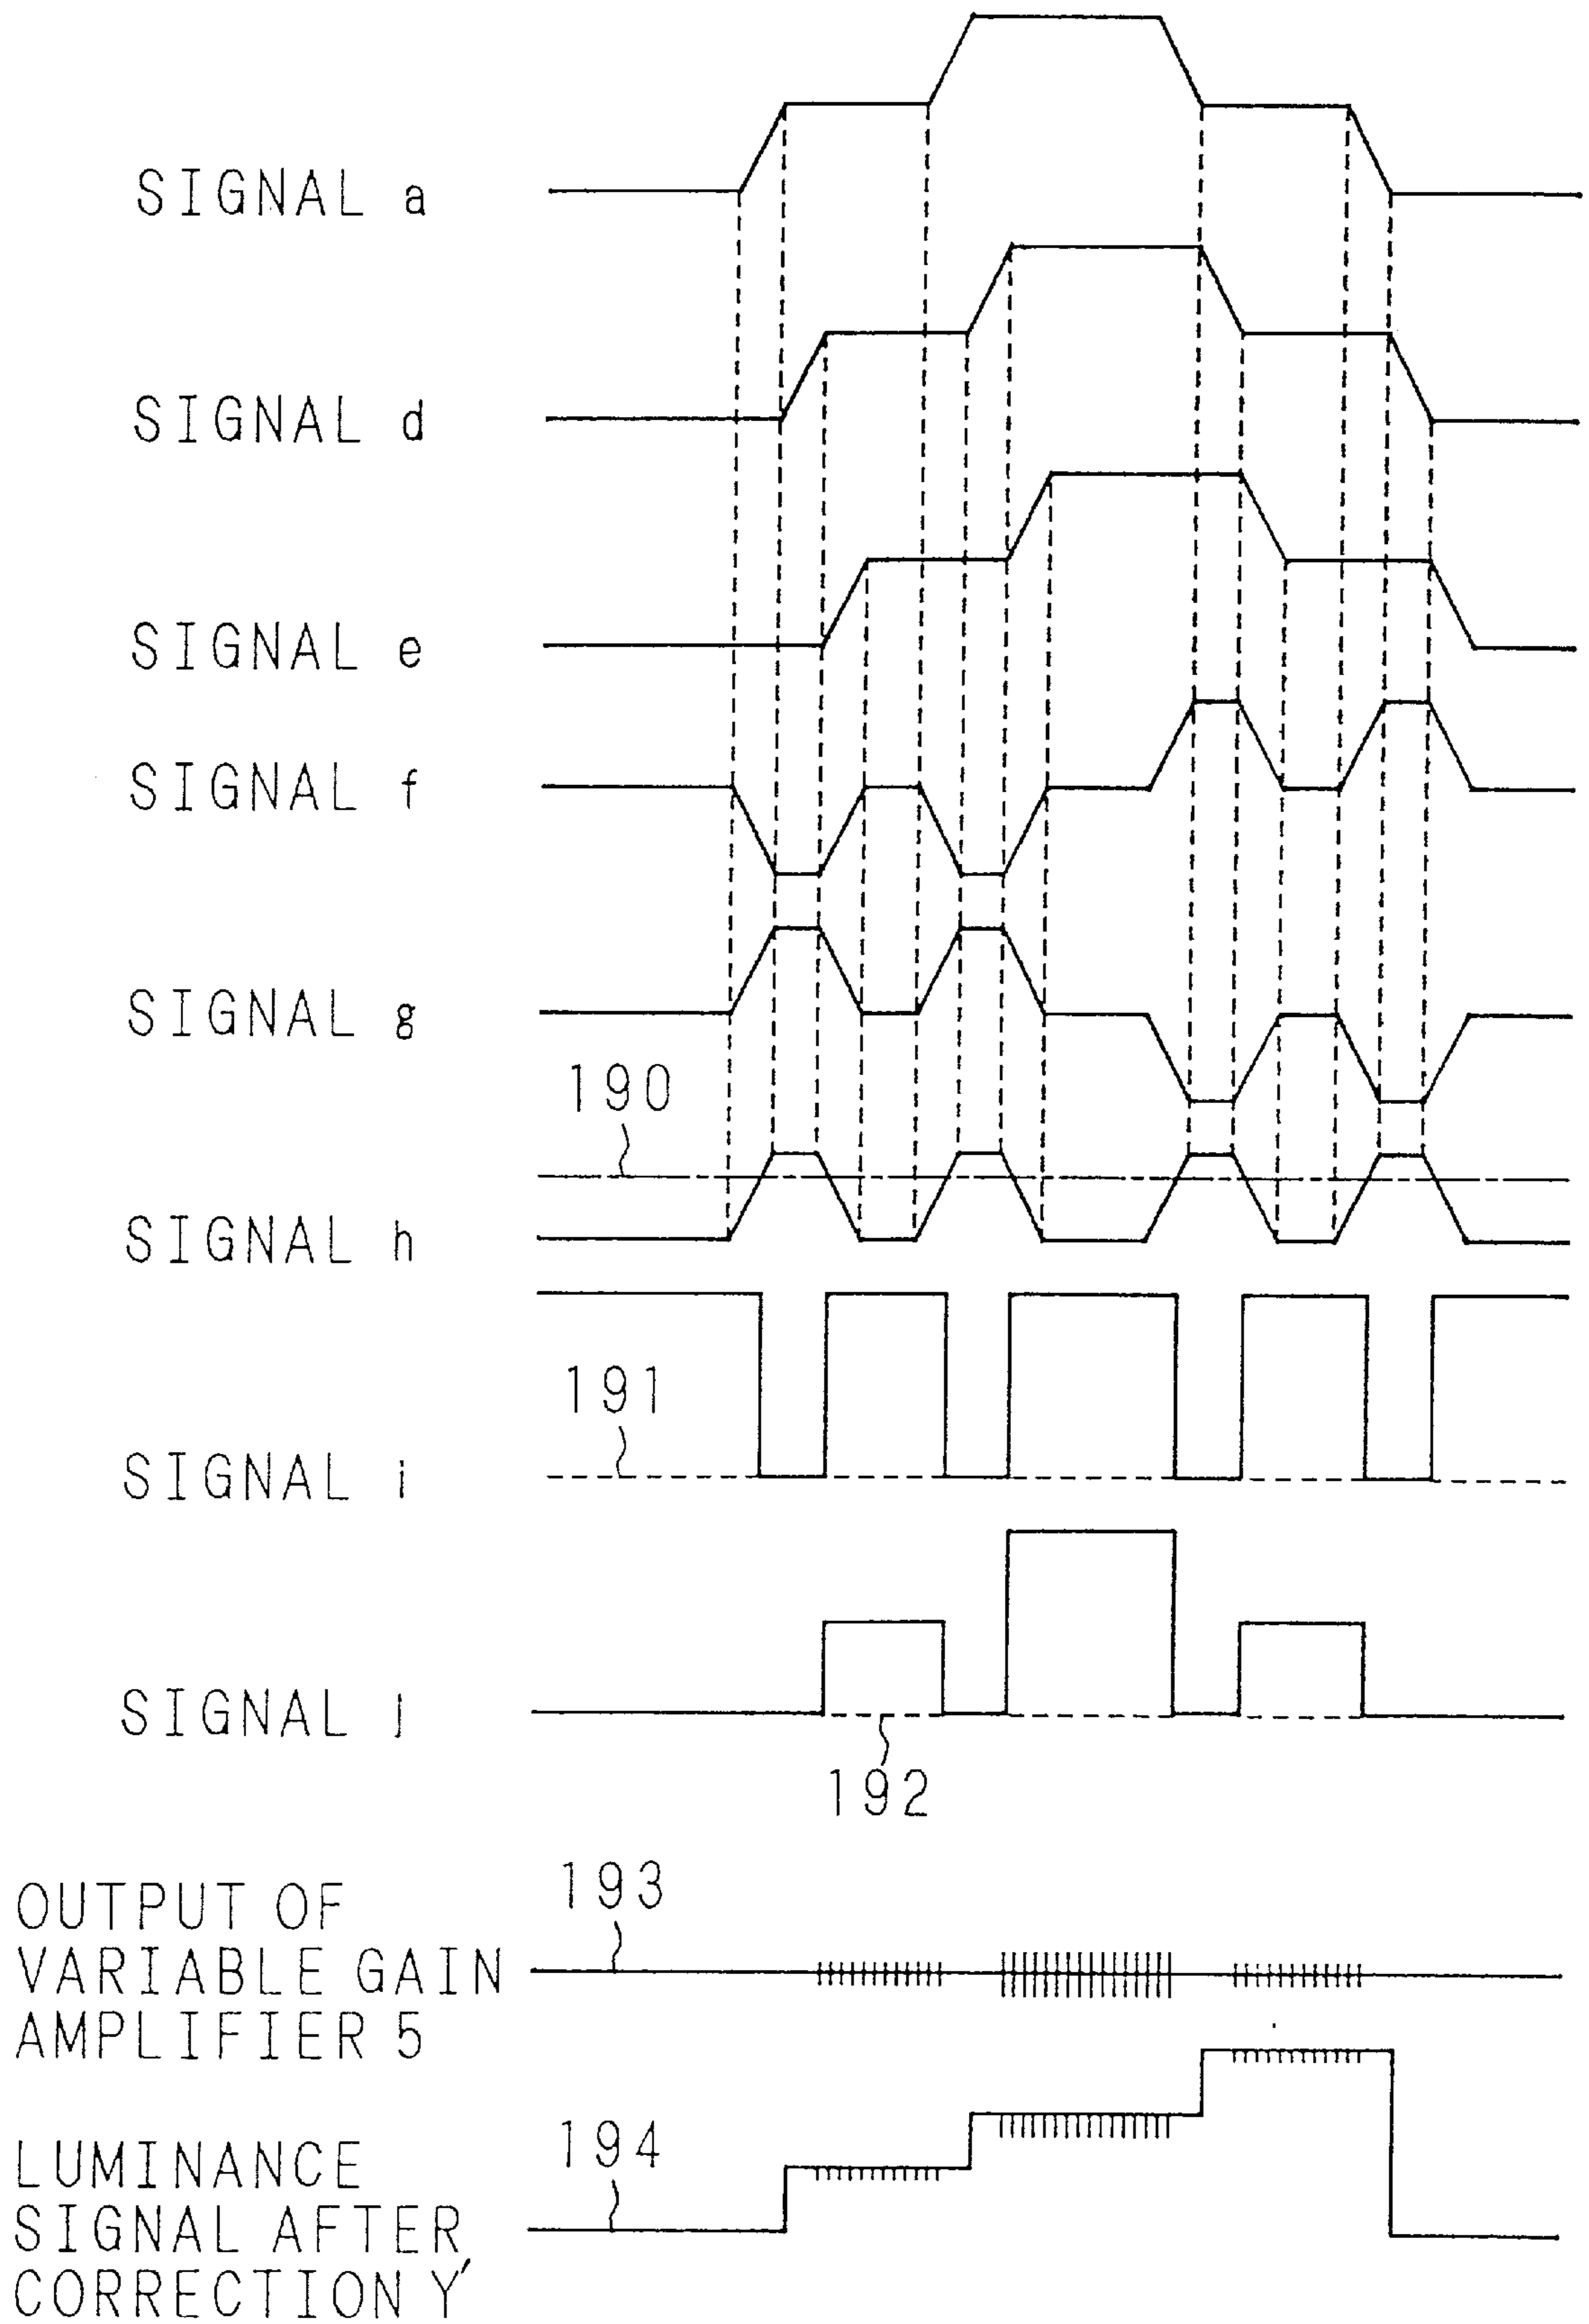 SIGNAL a
SIGNAL d
SIGNAL e
SIGNAL f
SIGNAL g
190
SIGNAL h
191
SIGNAL i
SIGNAL j
192
OUTPUT OF
VARIABLE GAIN
AMPLIFIER 5
193
LUMINANCE
SIGNAL AFTER
CORRECTION Y'
194